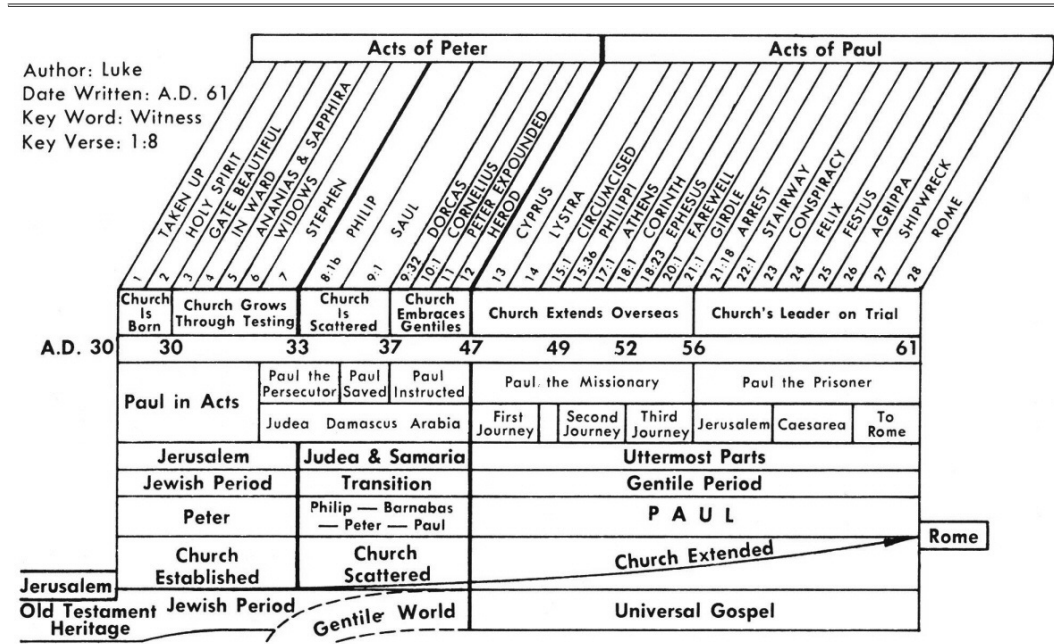 Acts of Peter
Acts of Paul
Author: Luke
Date Written: A.D. 61
Key Word: Witness
Key Verse: 1:8
TAKEN UP
HOLY SPIRIT
GATE BEAUTIFUL
IN WARD
ANANIAS & SAPPHIRA
WIDOWS
STEPHEN
PHILIP
SAUL
DORCAS
CORNELIUS
PETER EXPOUNDED
HEROD
CYPRUS
LYSTRA
CIRCUMCISED
PHILIPPI
ATHENS
CORINTH
EPHESUS
FAREWELL
GIRDLE
ARREST
STAIRWAY
CONSPIRACY
FELIX
FESTUS
AGRIPPA
SHIPWRECK
ROME
1 2 3 4 5 6 7 8:1b 9:1 9:32 10:1 11 12 13 14 15:1 15:36 17:1 18:1 18:23 20:1 21:1 21:18 22:1 23 24 25 26 27 28
Church
Is
Born
Church Grows
Through Testing
Church
Is
Scattered
Church
Embraces
Gentiles
Church Extends Overseas
Church's Leader on Trial
A.D. 30 30 33 37 47 49 52 56 61
Paul in Acts
Paul the
Persecutor
Paul
Saved
Paul
Instructed
Paul the Missionary
Paul the Prisoner
Judea Damascus Arabia
First
Journey
Second
Journey
Third
Journey
Jerusalem
Caesarea
To
Rome
Jerusalem
Judea & Samaria
Uttermost Parts
Jewish Period
Transition
Gentile Period
Peter
Philip — Barnabas
— Peter — Paul
PAUL
Church
Established
Church
Scattered
Church Extended
Rome
Jerusalem
Old Testament
Heritage
Jewish Period
Gentile World
Universal Gospel